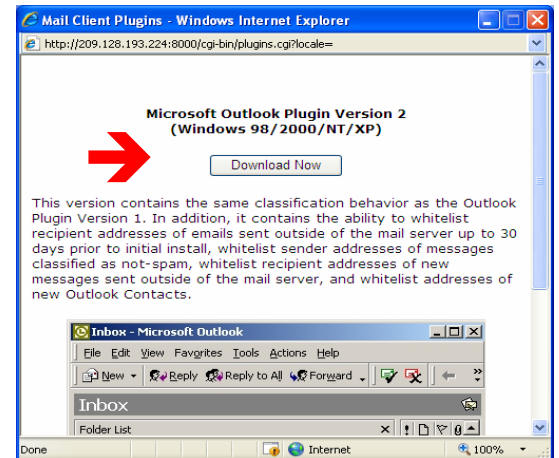 Mail Client Plugins - Windows Internet Explorer
http://209.128.193.224:8000/cgi-bin/plugins.cgi?locale=
Microsoft Outlook Plugin Version 2
(Windows 98/2000/NT/XP)
Download Now
This version contains the same classification behavior as the Outlook
Plugin Version 1. In addition, it contains the ability to whitelist
recipient addresses of emails sent outside of the mail server up to 30
days prior to initial install, whitelist sender addresses of messages
classified as not-spam, whitelist recipient addresses of new
messages sent outside of the mail server, and whitelist addresses of
new Outlook Contacts.
Inbox - Microsoft Outlook
File Edit View Favorites Tools Actions Help
New Reply Reply to All Forward
Inbox
Folder List
Done Internet 100%